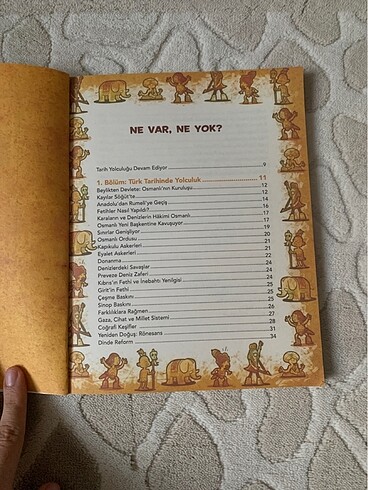 NE VAR, NE YOK?
Tarih Yolculuğu Devam Ediyor 9
1. Bölüm: Türk Tarihinde Yolculuk 11
Beylikten Devlete: Osmanlı'nın Kuruluşu 12
Kayılar Söğüt'te 12
Anadolu'dan Rumeli'ye Geçiş 14
Fetihler Nasıl Yapıldı? 16
Karaların ve Denizlerin Hâkimi Osmanlı 17
Osmanlı Yeni Başkentine Kavuşuyor 17
Sınırlar Genişliyor 19
Osmanlı Ordusu 20
Kapıkulu Askerleri 21
Eyalet Askerleri 21
Donanma 22
Denizlerdeki Savaşlar 24
Preveze Deniz Zaferi 24
Kıbrıs'ın Fethi ve İnebahtı Yenilgisi 24
Girit'in Fethi 25
Çeşme Baskını 25
Sinop Baskını 25
Farklılıklara Rağmen 26
Gaza, Cihat ve Millet Sistemi 27
Coğrafi Keşifler 28
Yeniden Doğuş: Rönesans 31
Dinde Reform 34